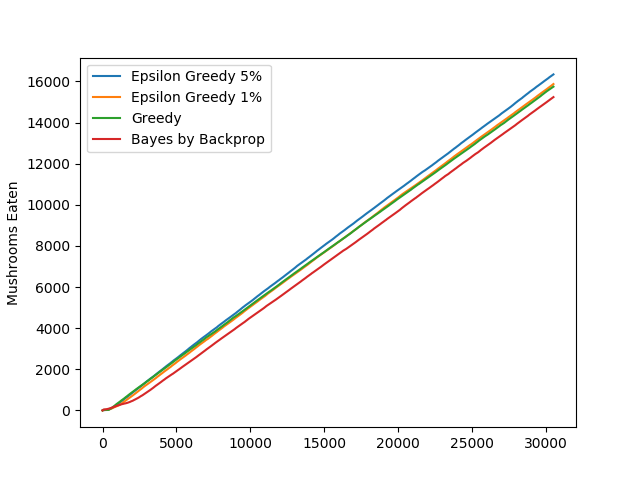 Epsilon Greedy 5%
Epsilon Greedy 1%
Greedy
Bayes by Backprop
Mushrooms Eaten
16000
14000
12000
10000
8000
6000
4000
2000
0
0 5000 10000 15000 20000 25000 30000